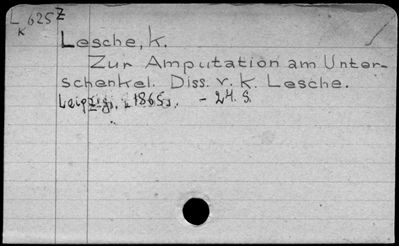 L 625 Z
K
Lesche, K.
Zur Amputation am Unter-
schenkel. Diss. v. K. Lesche.
Leipzig, [1865]. - 24 S.